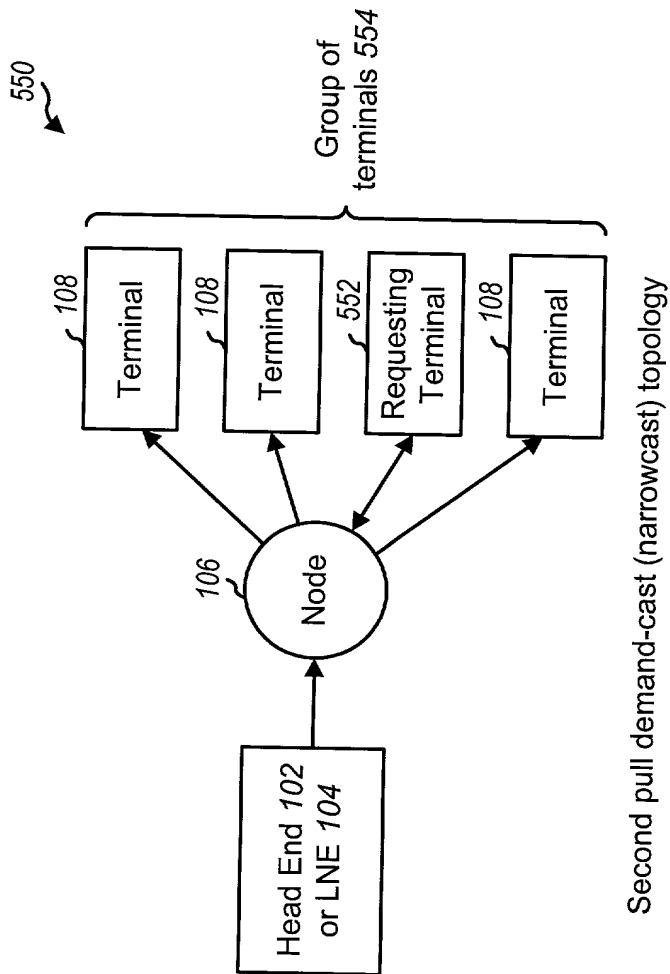 550
108
Terminal
108
Terminal
552
Requesting
Terminal
108
Terminal
Group of
terminals 554
106
Node
Head End 102
or LNE 104
Second pull demand-cast (narrowcast) topology